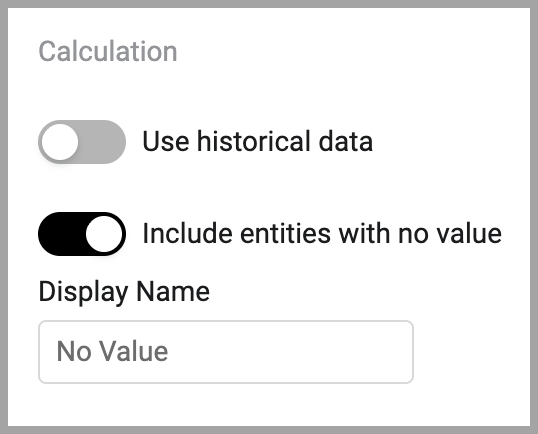 Calculation
Use historical data
Include entities with no value
Display Name
No Value